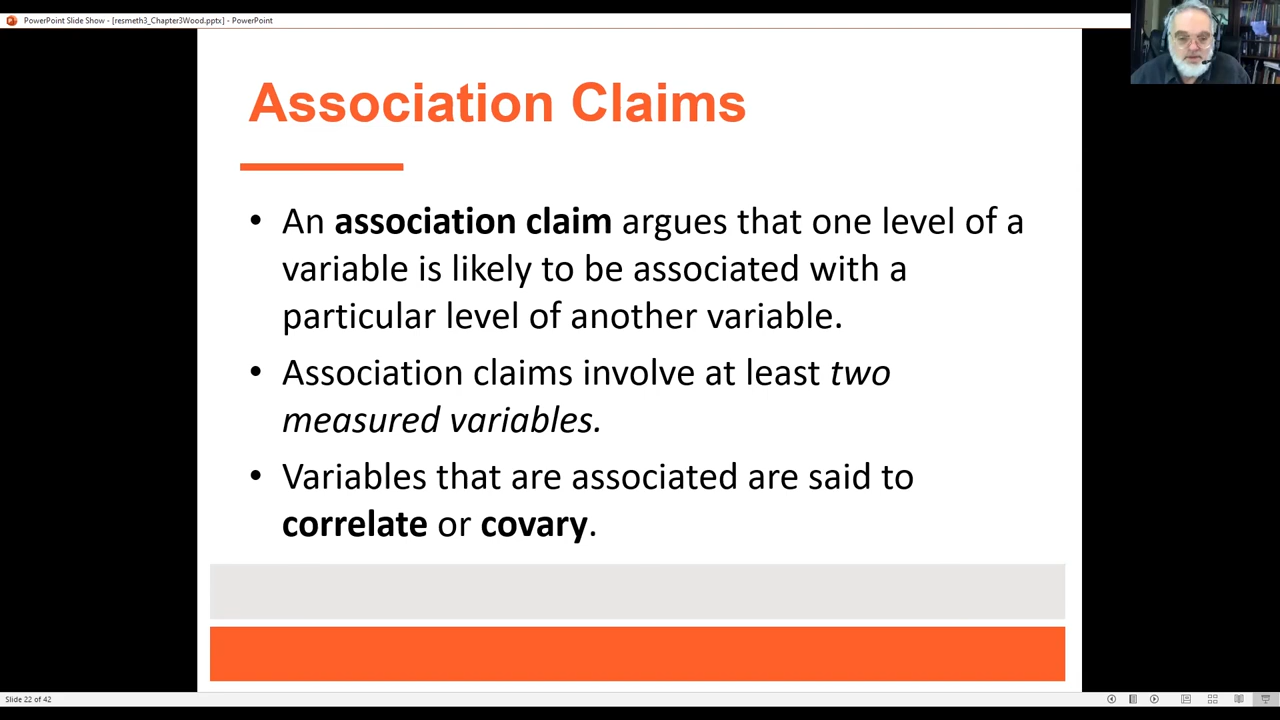 PowerPoint Slide Show - [resmeth3_Chapter3Wood.pptx] - PowerPoint
Association Claims
• An association claim argues that one level of a
variable is likely to be associated with a
particular level of another variable.
• Association claims involve at least two
measured variables.
• Variables that are associated are said to
correlate or covary.
Slide 22 of 42